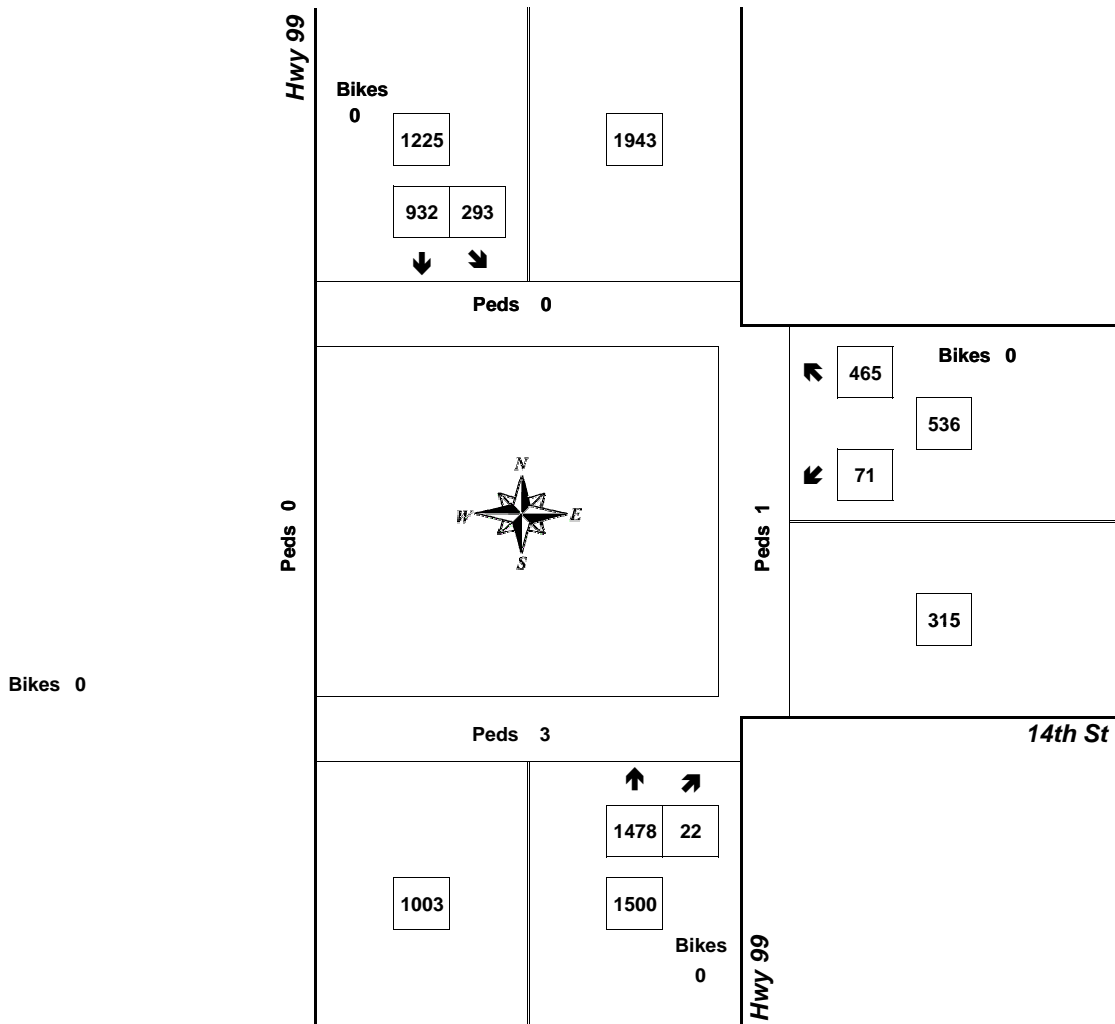 Hwy 99
Bikes
0
1225
1943
932 293
Peds 0
465
Bikes 0
536
71
N
W E
S
Peds 0
Peds 1
315
Bikes 0
Peds 3
14th St
1478 22
1003
1500
Bikes
0
Hwy 99